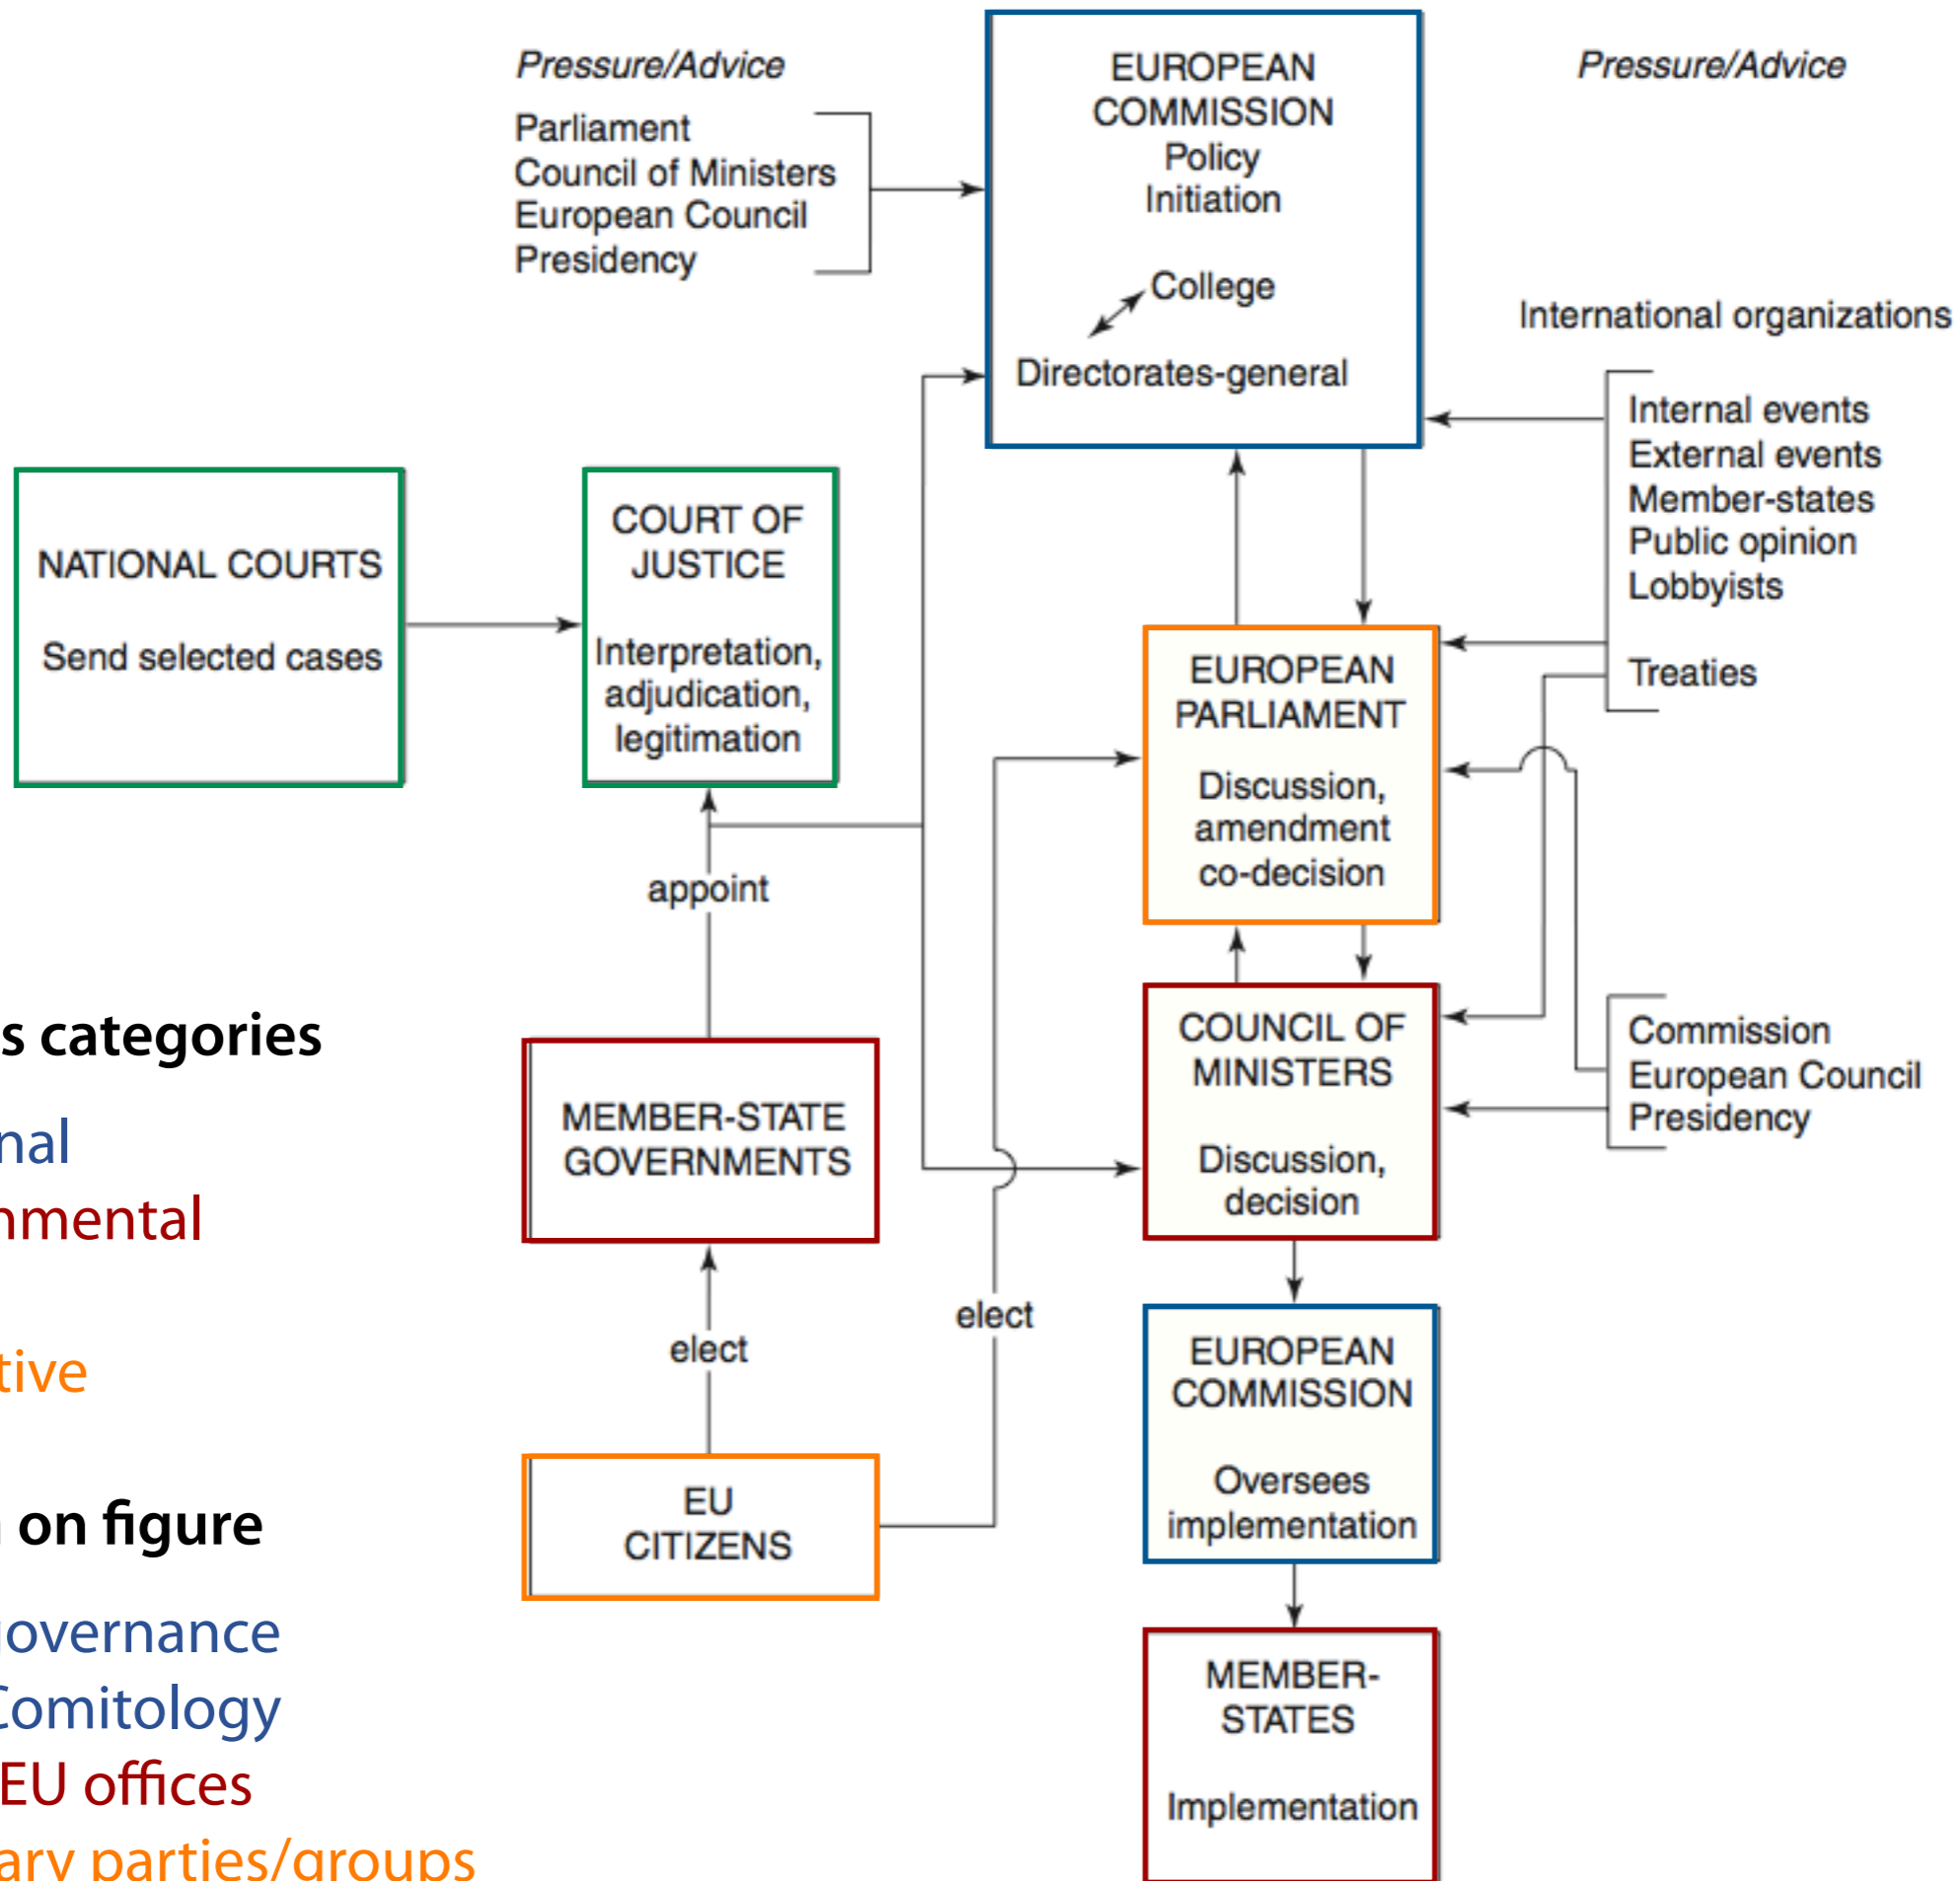 Pressure/Advice
Parliament
Council of Ministers
European Council
Presidency
EUROPEAN
COMMISSION
Policy
Initiation
College
Directorates-general
Pressure/Advice
International organizations
Internal events
External events
Member-states
Public opinion
Lobbyists
Treaties
NATIONAL COURTS
Send selected cases
COURT OF
JUSTICE
Interpretation,
adjudication,
legitimation
EUROPEAN
PARLIAMENT
Discussion,
amendment
co-decision
appoint
MEMBER-STATE
GOVERNMENTS
COUNCIL OF
MINISTERS
Discussion,
decision
Commission
European Council
Presidency
elect
elect
EU
CITIZENS
EUROPEAN
COMMISSION
Oversees
implementation
MEMBER-
STATES
Implementation
s categories
nal
nmental
tive
on figure
overnance
Comitology
EU offices
ary parties/groups